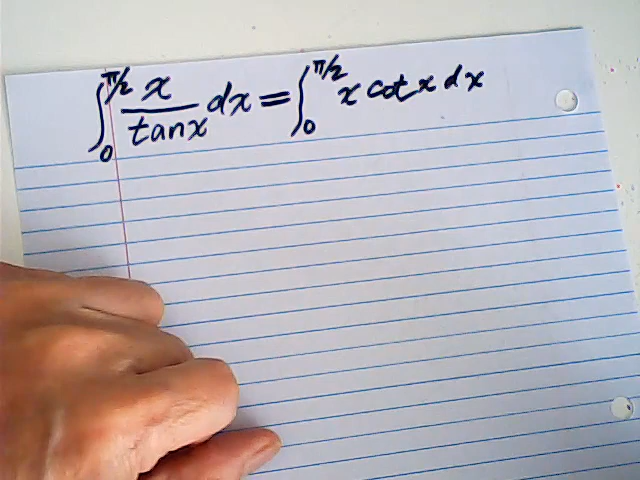 ∫₀^{π/2} x/tanx dx = ∫₀^{π/2} x cot x dx